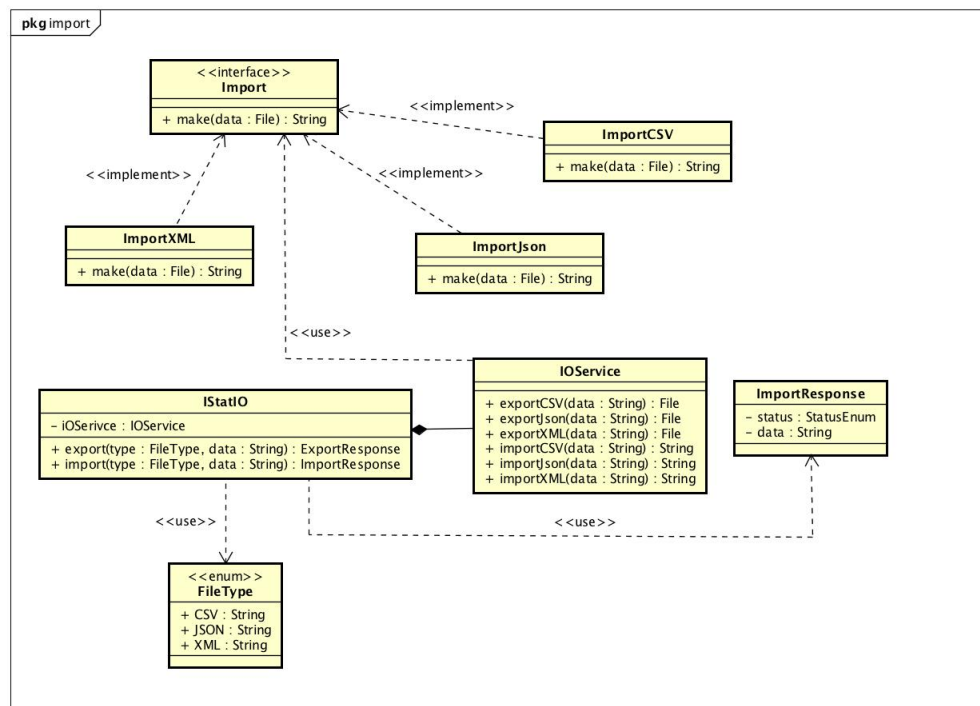 pkg import
<<interface>>
Import
+ make(data : File) : String
<<implement>>
ImportCSV
+ make(data : File) : String
<<implement>>
<<implement>>
ImportXML
+ make(data : File) : String
ImportJson
+ make(data : File) : String
<<use>>
IOService
+ exportCSV(data : String) : File
+ exportJson(data : String) : File
+ exportXML(data : String) : File
+ importCSV(data : String) : String
+ importJson(data : String) : String
+ importXML(data : String) : String
IStatIO
- iOSerivce : IOService
+ export(type : FileType, data : String) : ExportResponse
+ import(type : FileType, data : String) : ImportResponse
ImportResponse
- status : StatusEnum
- data : String
<<use>>
<<use>>
<<enum>>
FileType
+ CSV : String
+ JSON : String
+ XML : String